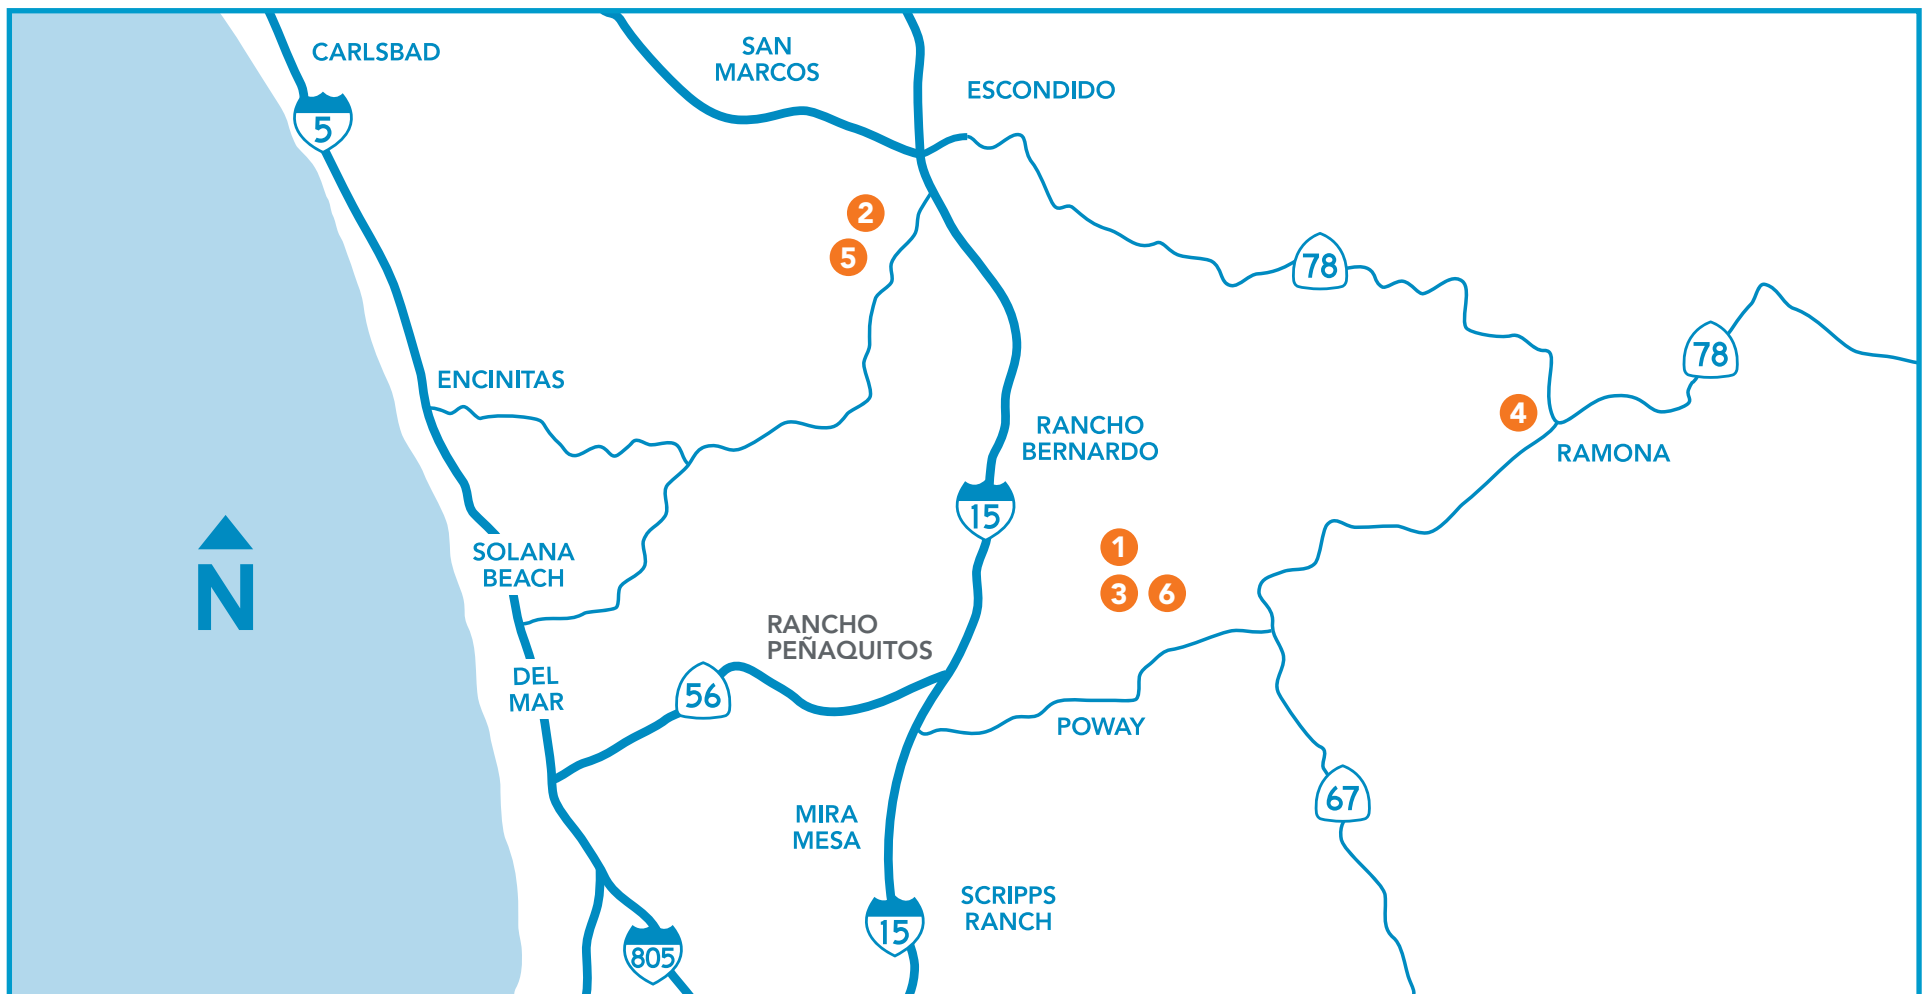 CARLSBAD
SAN
MARCOS
ESCONDIDO
5
2
5
78
78
ENCINITAS
4
RANCHO
BERNARDO
RAMONA
15
1
SOLANA
BEACH
3
6
N
RANCHO
PEÑAQUITOS
DEL
MAR
56
POWAY
67
MIRA
MESA
SCRIPPS
RANCH
15
805